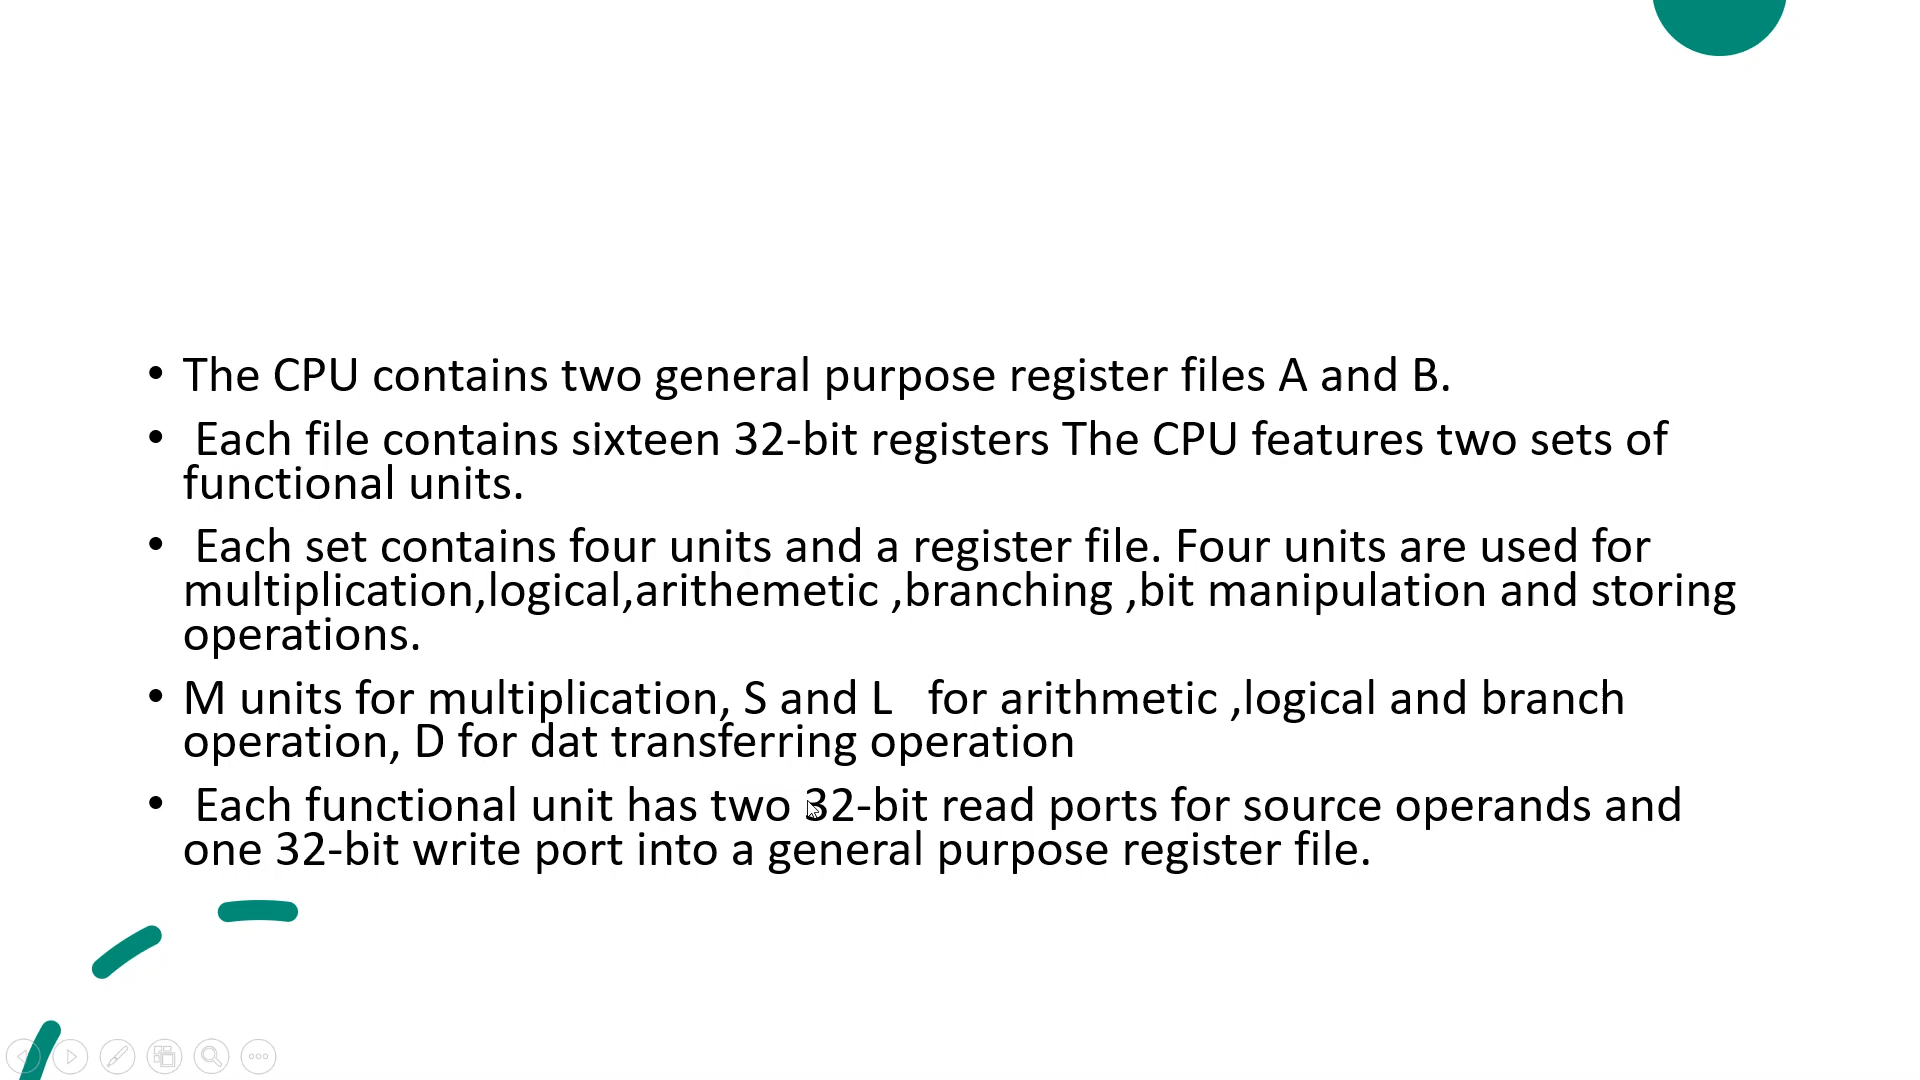 • The CPU contains two general purpose register files A and B.
• Each file contains sixteen 32-bit registers The CPU features two sets of
functional units.
• Each set contains four units and a register file. Four units are used for
multiplication,logical,arithemetic ,branching ,bit manipulation and storing
operations.
• M units for multiplication, S and L for arithmetic ,logical and branch
operation, D for dat transferring operation
• Each functional unit has two 32-bit read ports for source operands and
one 32-bit write port into a general purpose register file.